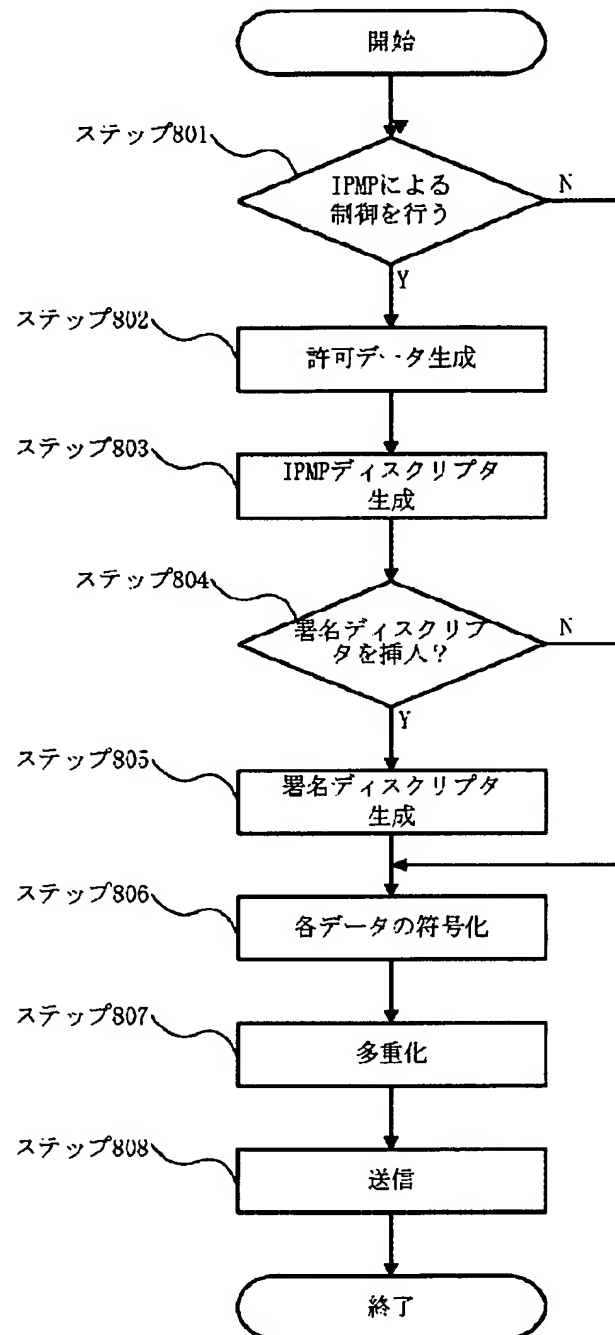 開始
ステップ801
IPMPによる
制御を行う
N
Y
ステップ802
許可データ生成
ステップ803
IPMPディスクリプタ
生成
ステップ804
署名ディスクリプ
タを挿入?
N
Y
ステップ805
署名ディスクリプタ
生成
ステップ806
各データの符号化
ステップ807
多重化
ステップ808
送信
終了